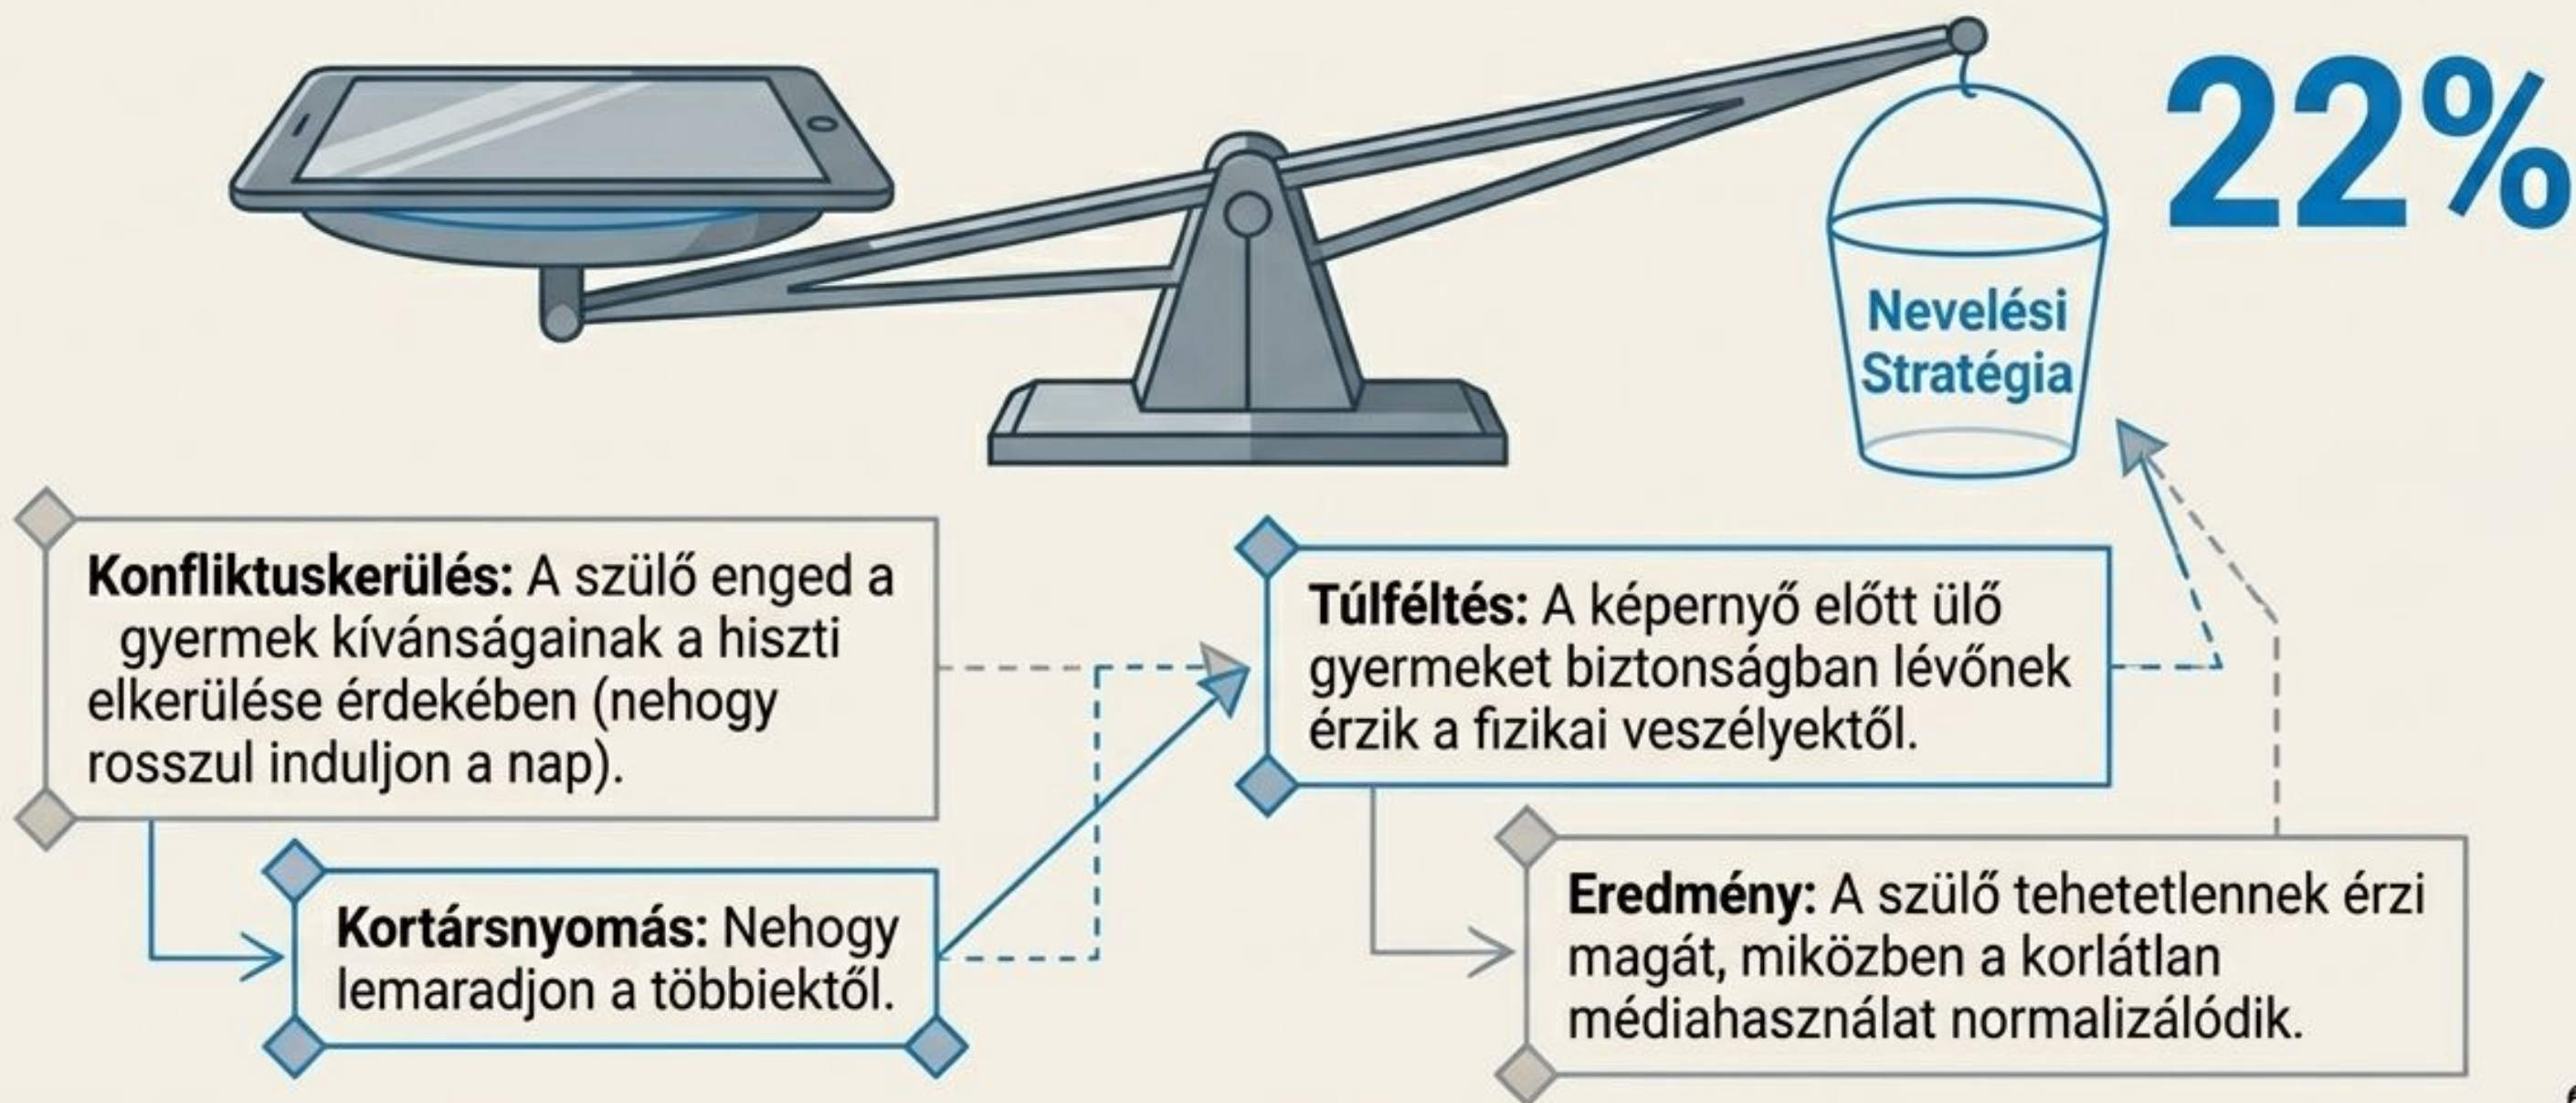 22%
Nevelési
Stratégia
Konfliktuskerülés: A szülő enged a
gyermek kívánságainak a hiszti
elkerülése érdekében (nehogy
rosszul induljon a nap).
Kortársnyomás: Nehogy
lemaradjon a többiektől.
Túlféltés: A képernyő előtt ülő
gyermeket biztonságban lévőnek
érzik a fizikai veszélyektől.
Eredmény: A szülő tehetetlennek érzi
magát, miközben a korlátlan
médiahasználat normalizálódik.